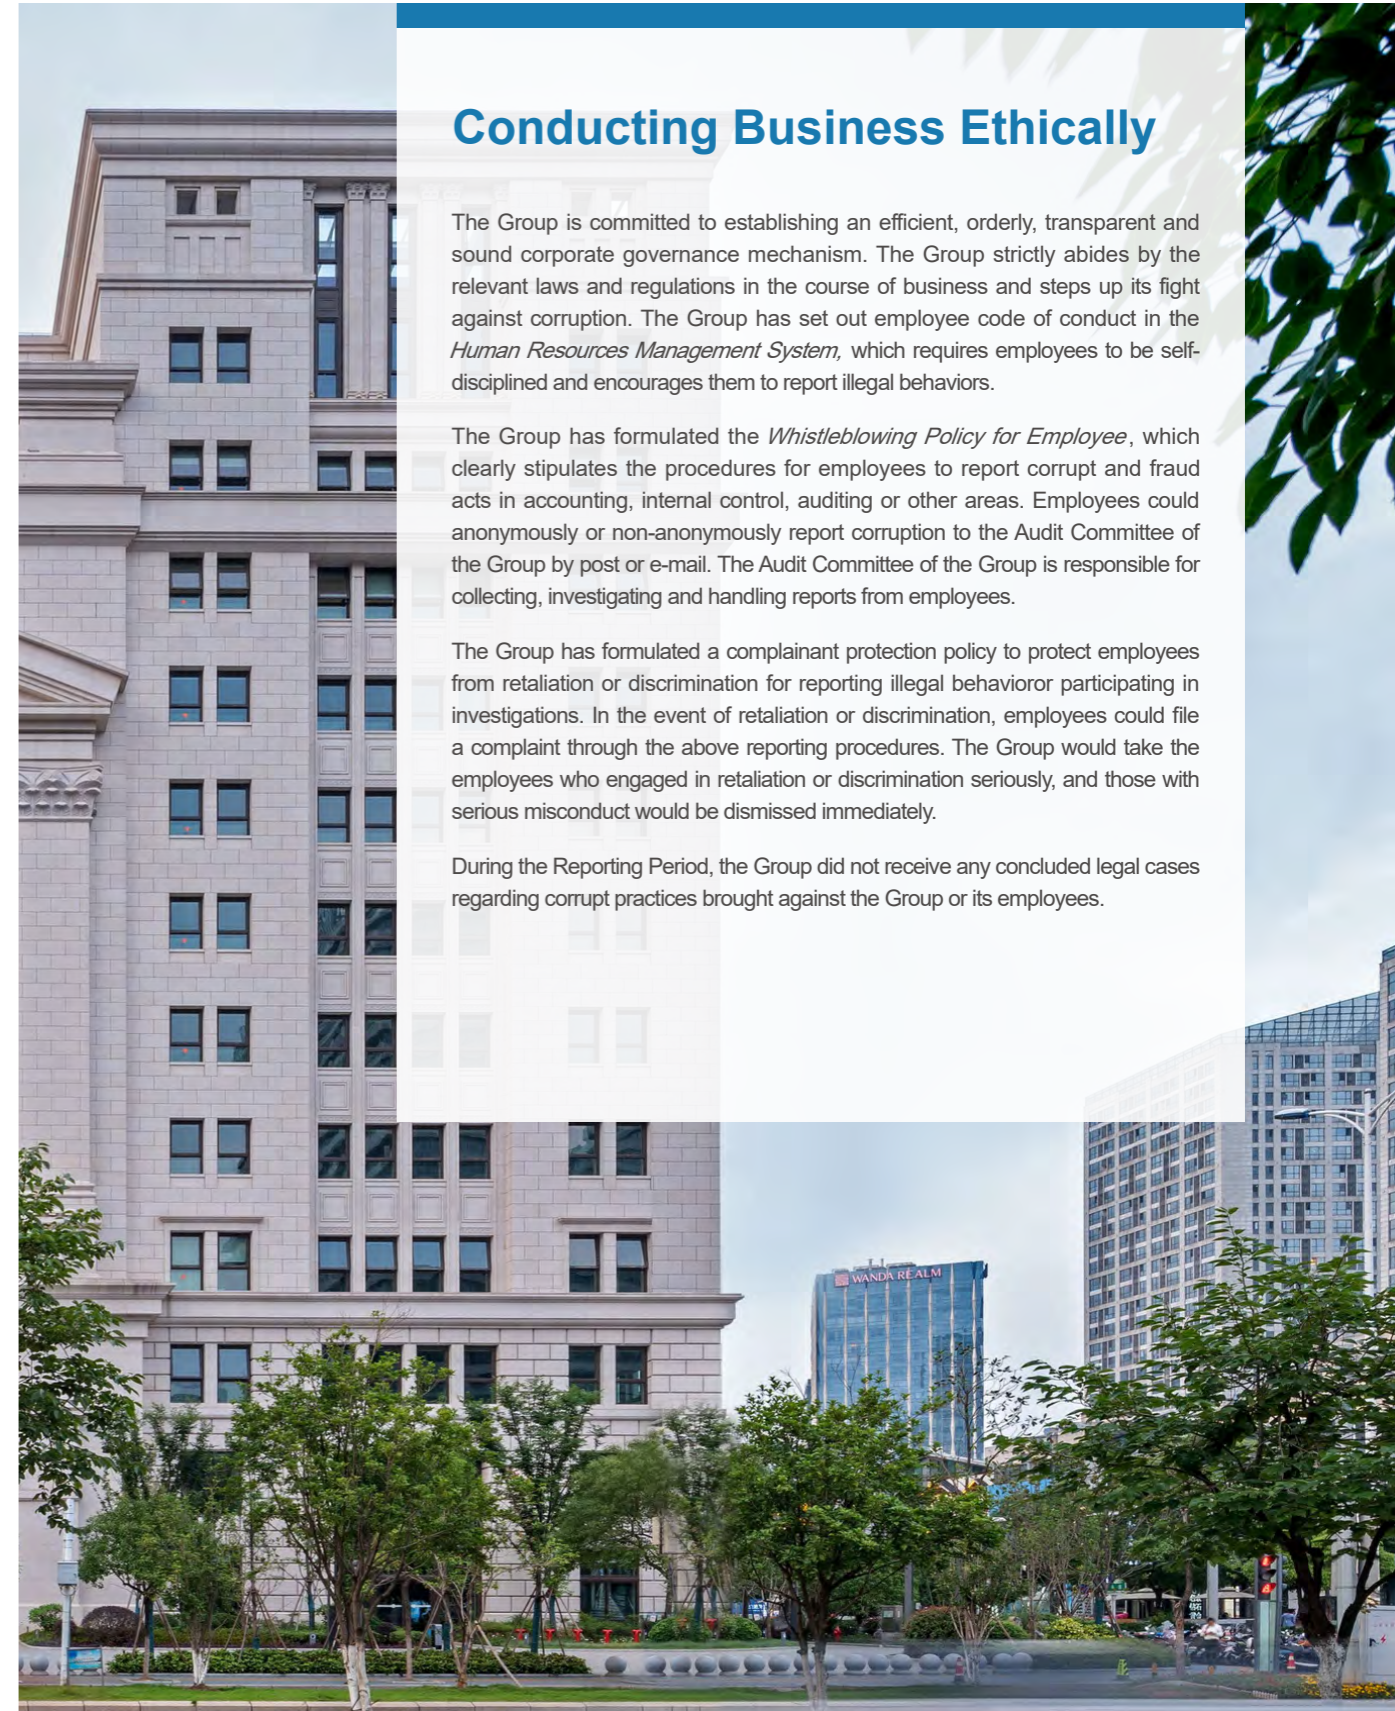 Conducting Business Ethically
The Group is committed to establishing an efficient, orderly, transparent and
sound corporate governance mechanism. The Group strictly abides by the
relevant laws and regulations in the course of business and steps up its fight
against corruption. The Group has set out employee code of conduct in the
Human Resources Management System, which requires employees to be self-
disciplined and encourages them to report illegal behaviors.
The Group has formulated the Whistleblowing Policy for Employee, which
clearly stipulates the procedures for employees to report corrupt and fraud
acts in accounting, internal control, auditing or other areas. Employees could
anonymously or non-anonymously report corruption to the Audit Committee of
the Group by post or e-mail. The Audit Committee of the Group is responsible for
collecting, investigating and handling reports from employees.
The Group has formulated a complainant protection policy to protect employees
from retaliation or discrimination for reporting illegal behavioror participating in
investigations. In the event of retaliation or discrimination, employees could file
a complaint through the above reporting procedures. The Group would take the
employees who engaged in retaliation or discrimination seriously, and those with
serious misconduct would be dismissed immediately.
During the Reporting Period, the Group did not receive any concluded legal cases
regarding corrupt practices brought against the Group or its employees.
WANDA REALM